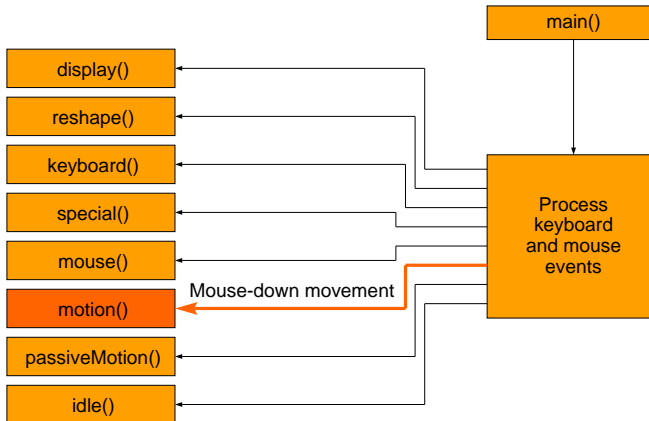 main()
display()
reshape()
keyboard()
special()
mouse()
motion()
passiveMotion()
idle()
Mouse-down movement
Process
keyboard
and mouse
events